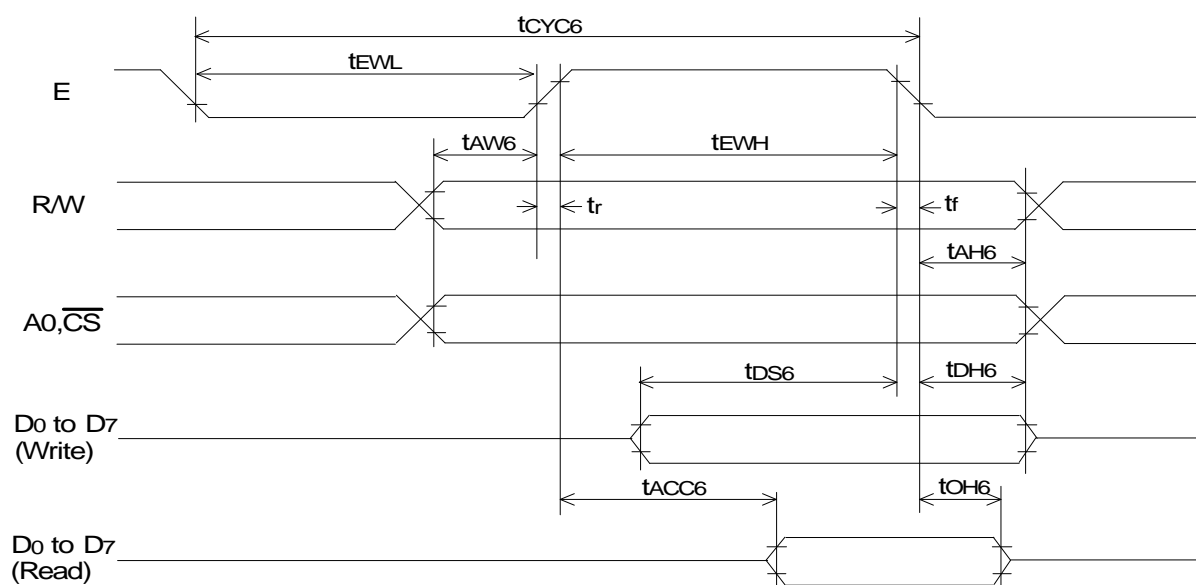 tCYC6
tEWL
E
tAW6
tEWH
R/W
tr
tf
tAH6
A0,CS
tDS6
tDH6
D0 to D7
(Write)
tACC6
tOH6
D0 to D7
(Read)